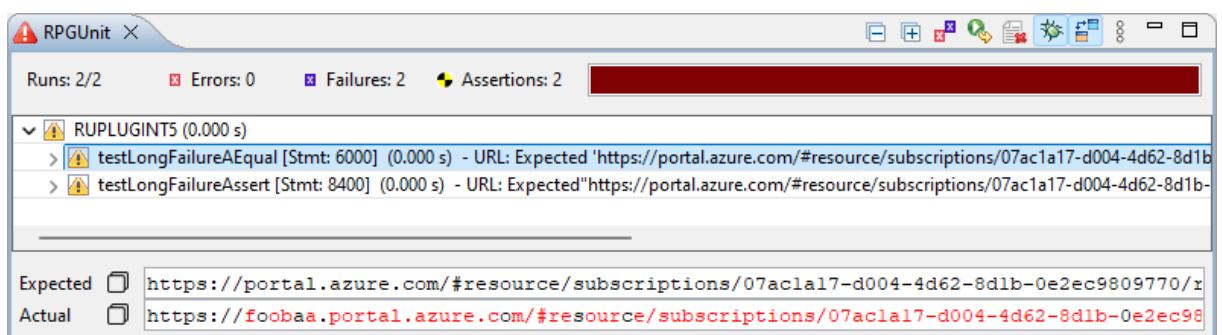 RPGUnit
Runs: 2/2 Errors: 0 Failures: 2 Assertions: 2
RUPLUGINT5 (0.000 s)
testLongFailureAEqual [Stmt: 6000] (0.000 s) - URL: Expected 'https://portal.azure.com/#resource/subscriptions/07ac1a17-d004-4d62-8d1b
testLongFailureAssert [Stmt: 8400] (0.000 s) - URL: Expected"https://portal.azure.com/#resource/subscriptions/07ac1a17-d004-4d62-8d1b-
Expected https://portal.azure.com/#resource/subscriptions/07ac1a17-d004-4d62-8d1b-0e2ec9809770/r
Actual https://foobaa.portal.azure.com/#resource/subscriptions/07ac1a17-d004-4d62-8d1b-0e2ec98